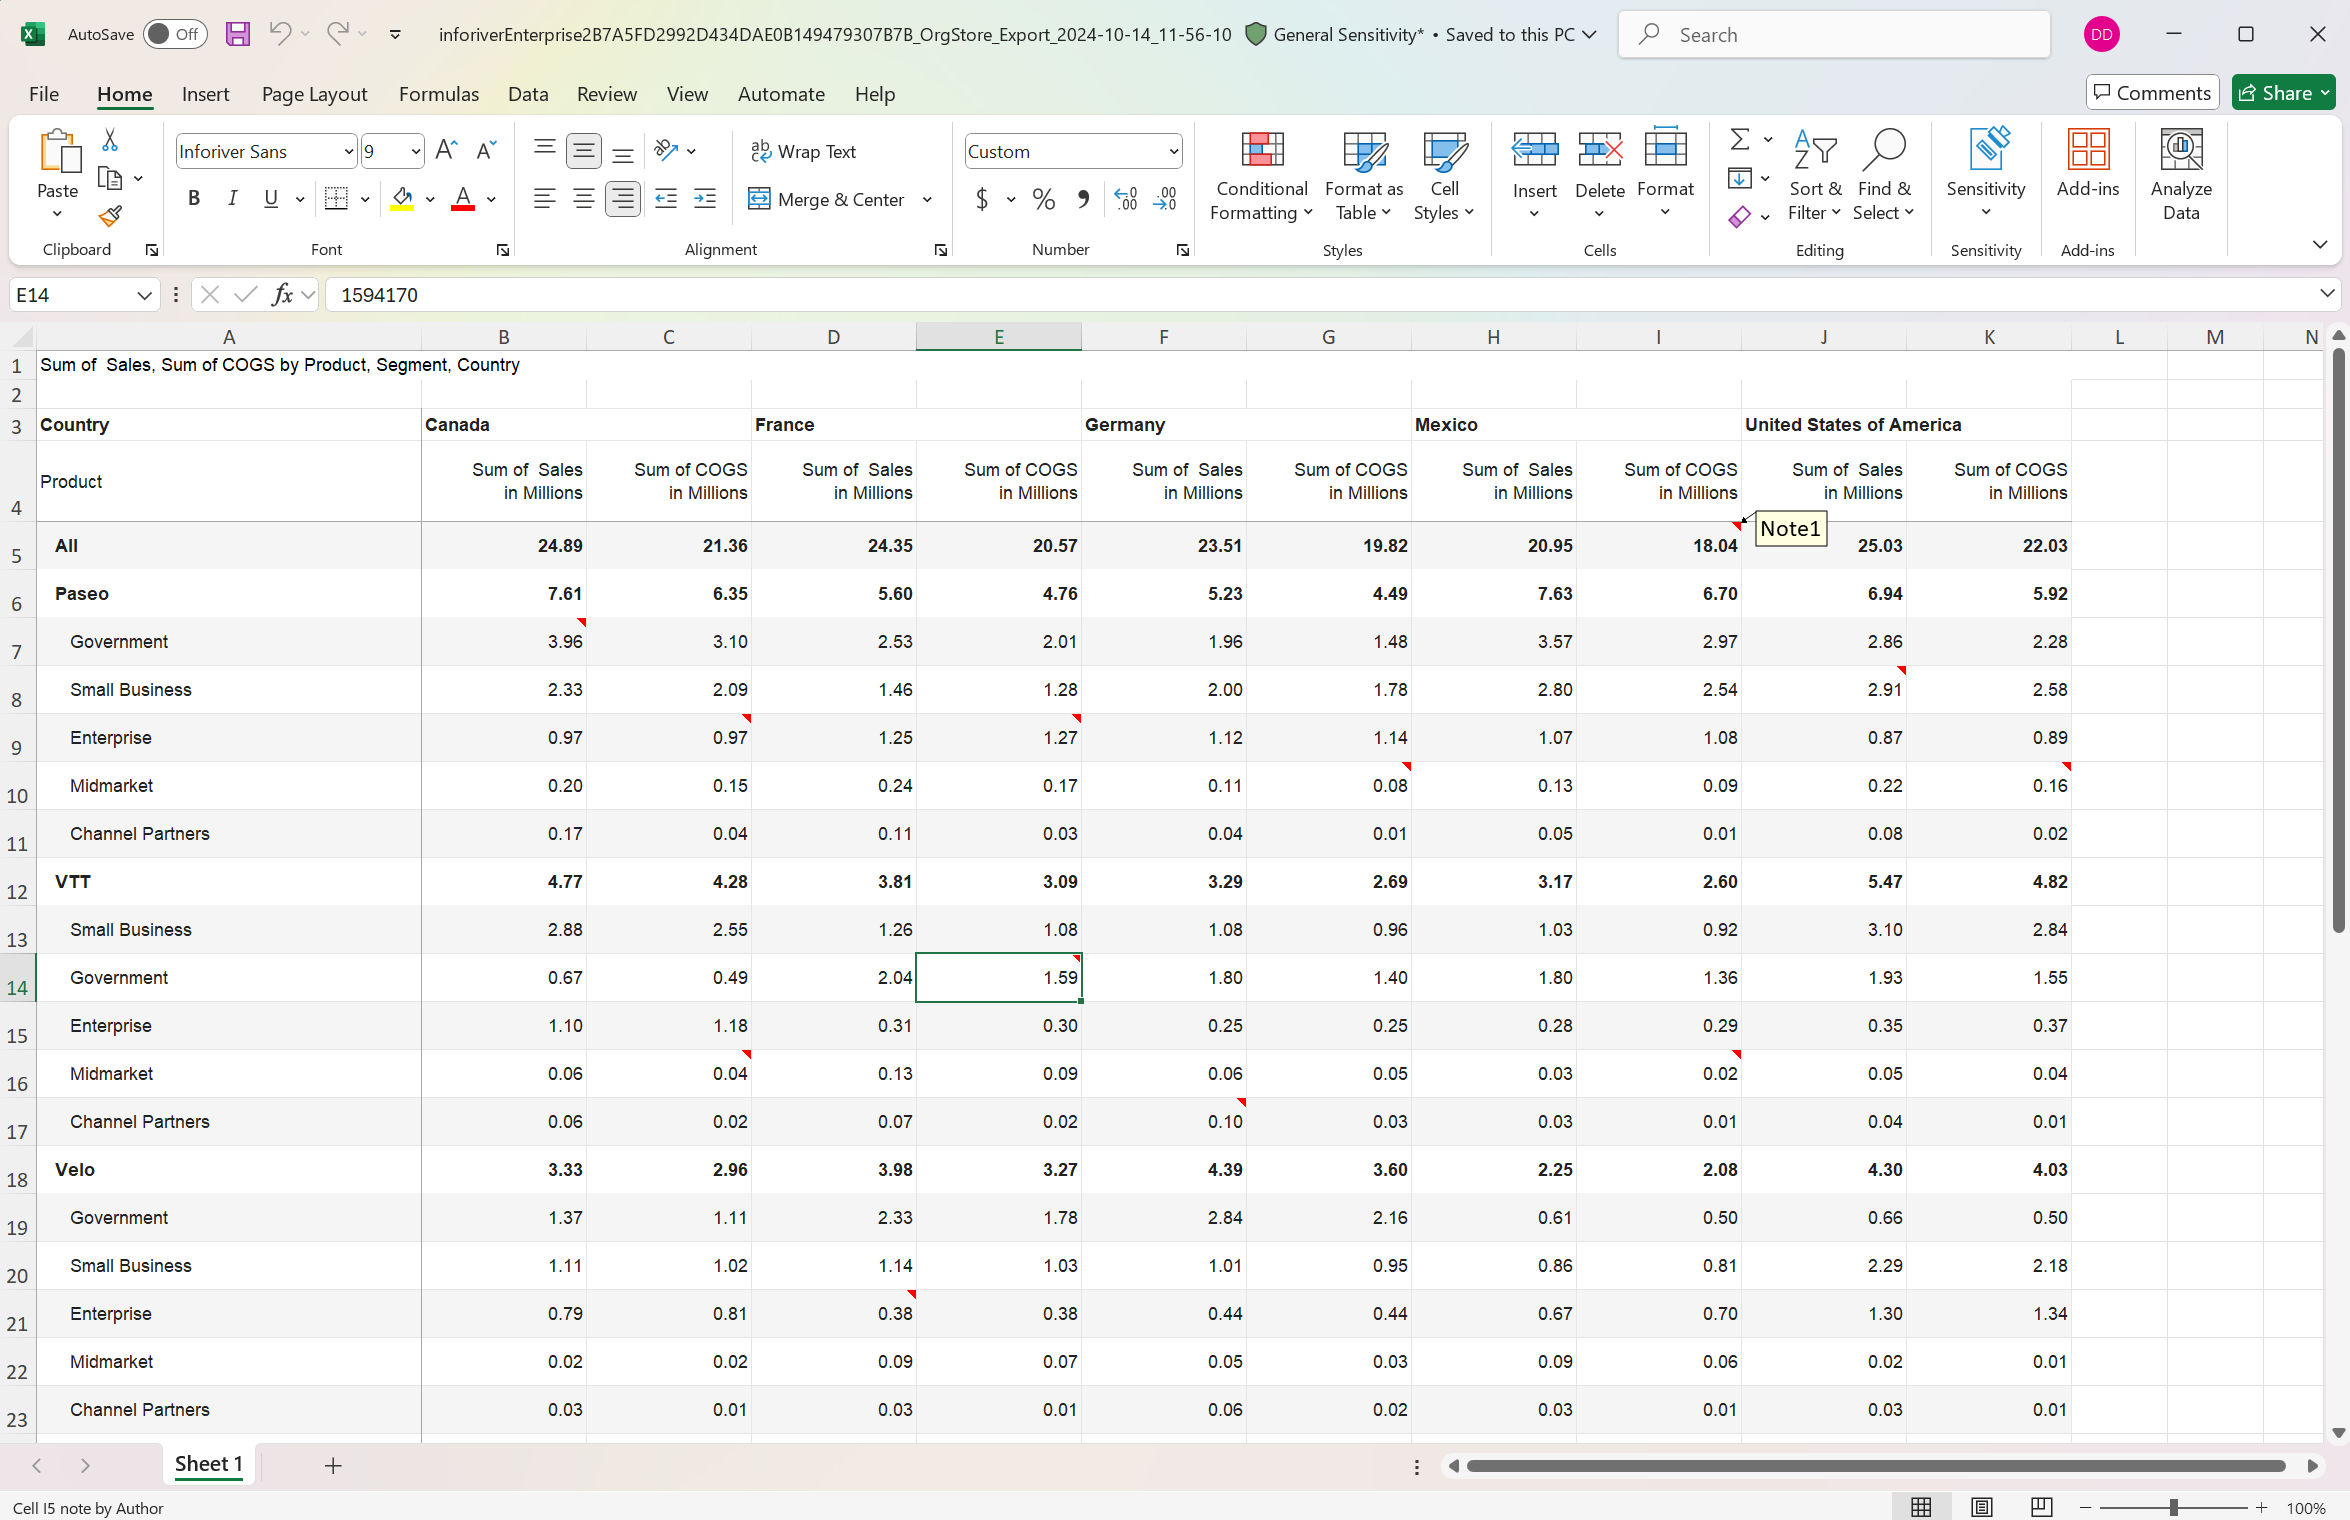 AutoSave Off inforiverEnterprise2B7A5FD2992D434DAE0B149479307B7B_OrgStore_Export_2024-10-14_11-56-10 General Sensitivity* • Saved to this PC Search DD
File Home Insert Page Layout Formulas Data Review View Automate Help Comments Share
Paste
Clipboard
Inforiver Sans 9
B I U
Font
Wrap Text
Merge & Center
Alignment
Custom
$ % 9 .00 .00
Number
Conditional Formatting
Format as Table
Cell Styles
Styles
Insert Delete Format
Cells
Sort & Filter
Find & Select
Editing
Sensitivity
Sensitivity
Add-ins
Add-ins
Analyze Data
E14 fx 1594170
A B C D E F G H I J K L M N
1 Sum of  Sales, Sum of COGS by Product, Segment, Country
2
3 Country Canada France Germany Mexico United States of America
4 Product Sum of  Sales in Millions Sum of COGS in Millions Sum of  Sales in Millions Sum of COGS in Millions Sum of  Sales in Millions Sum of COGS in Millions Sum of  Sales in Millions Sum of COGS in Millions Sum of  Sales in Millions Sum of COGS in Millions
Note1
5 All 24.89 21.36 24.35 20.57 23.51 19.82 20.95 18.04 25.03 22.03
6 Paseo 7.61 6.35 5.60 4.76 5.23 4.49 7.63 6.70 6.94 5.92
7 Government 3.96 3.10 2.53 2.01 1.96 1.48 3.57 2.97 2.86 2.28
8 Small Business 2.33 2.09 1.46 1.28 2.00 1.78 2.80 2.54 2.91 2.58
9 Enterprise 0.97 0.97 1.25 1.27 1.12 1.14 1.07 1.08 0.87 0.89
10 Midmarket 0.20 0.15 0.24 0.17 0.11 0.08 0.13 0.09 0.22 0.16
11 Channel Partners 0.17 0.04 0.11 0.03 0.04 0.01 0.05 0.01 0.08 0.02
12 VTT 4.77 4.28 3.81 3.09 3.29 2.69 3.17 2.60 5.47 4.82
13 Small Business 2.88 2.55 1.26 1.08 1.08 0.96 1.03 0.92 3.10 2.84
14 Government 0.67 0.49 2.04 1.59 1.80 1.40 1.80 1.36 1.93 1.55
15 Enterprise 1.10 1.18 0.31 0.30 0.25 0.25 0.28 0.29 0.35 0.37
16 Midmarket 0.06 0.04 0.13 0.09 0.06 0.05 0.03 0.02 0.05 0.04
17 Channel Partners 0.06 0.02 0.07 0.02 0.10 0.03 0.03 0.01 0.04 0.01
18 Velo 3.33 2.96 3.98 3.27 4.39 3.60 2.25 2.08 4.30 4.03
19 Government 1.37 1.11 2.33 1.78 2.84 2.16 0.61 0.50 0.66 0.50
20 Small Business 1.11 1.02 1.14 1.03 1.01 0.95 0.86 0.81 2.29 2.18
21 Enterprise 0.79 0.81 0.38 0.38 0.44 0.44 0.67 0.70 1.30 1.34
22 Midmarket 0.02 0.02 0.09 0.07 0.05 0.03 0.09 0.06 0.02 0.01
23 Channel Partners 0.03 0.01 0.03 0.01 0.06 0.02 0.03 0.01 0.03 0.01
Sheet 1
Cell I5 note by Author 100%